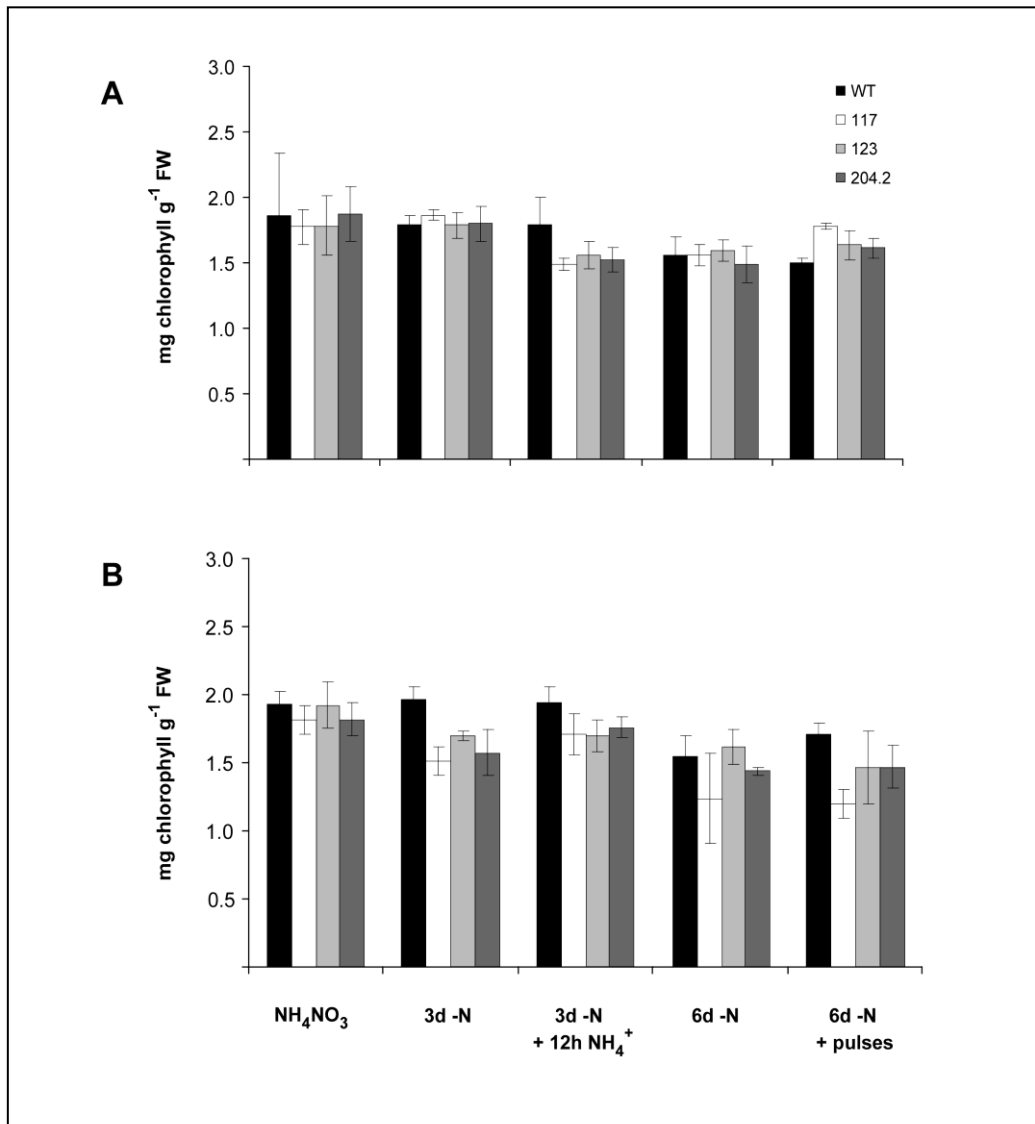 A
3.0
2.5
2.0
1.5
1.0
0.5
mg chlorophyll g⁻¹ FW
WT
117
123
204.2
B
3.0
2.5
2.0
1.5
1.0
0.5
mg chlorophyll g⁻¹ FW
NH₄NO₃ 3d -N 3d -N 6d -N 6d -N
+ 12h NH₄⁺ + pulses